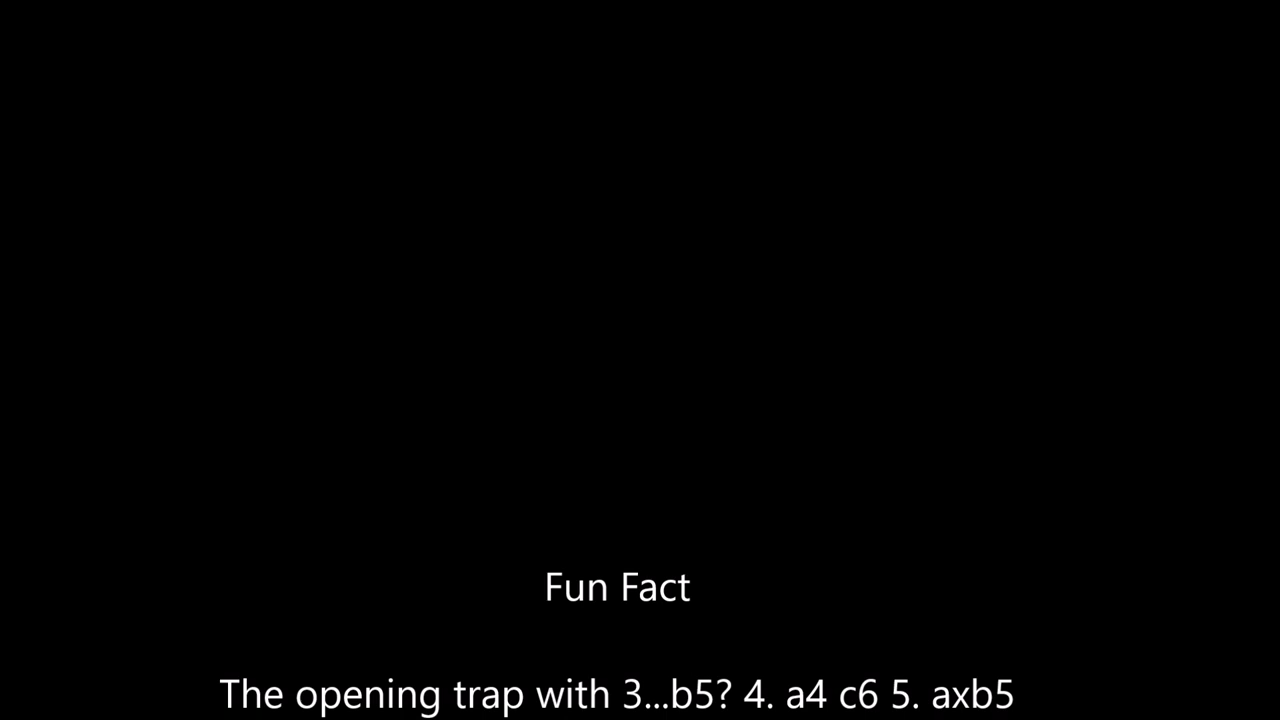 Fun Fact
The opening trap with 3...b5? 4. a4 c6 5. axb5